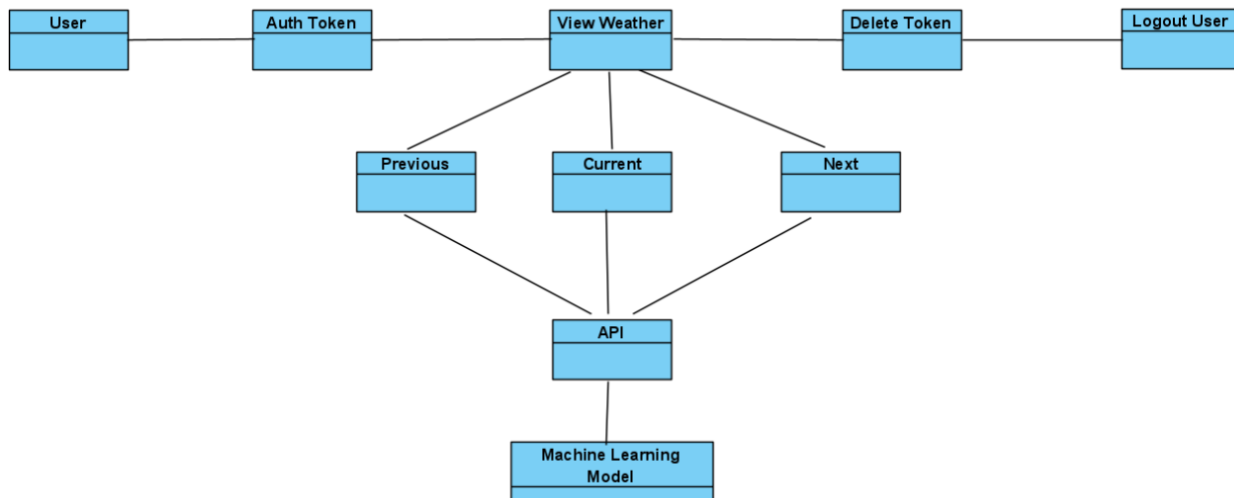 User
Auth Token
View Weather
Delete Token
Logout User
Previous
Current
Next
API
Machine Learning
Model